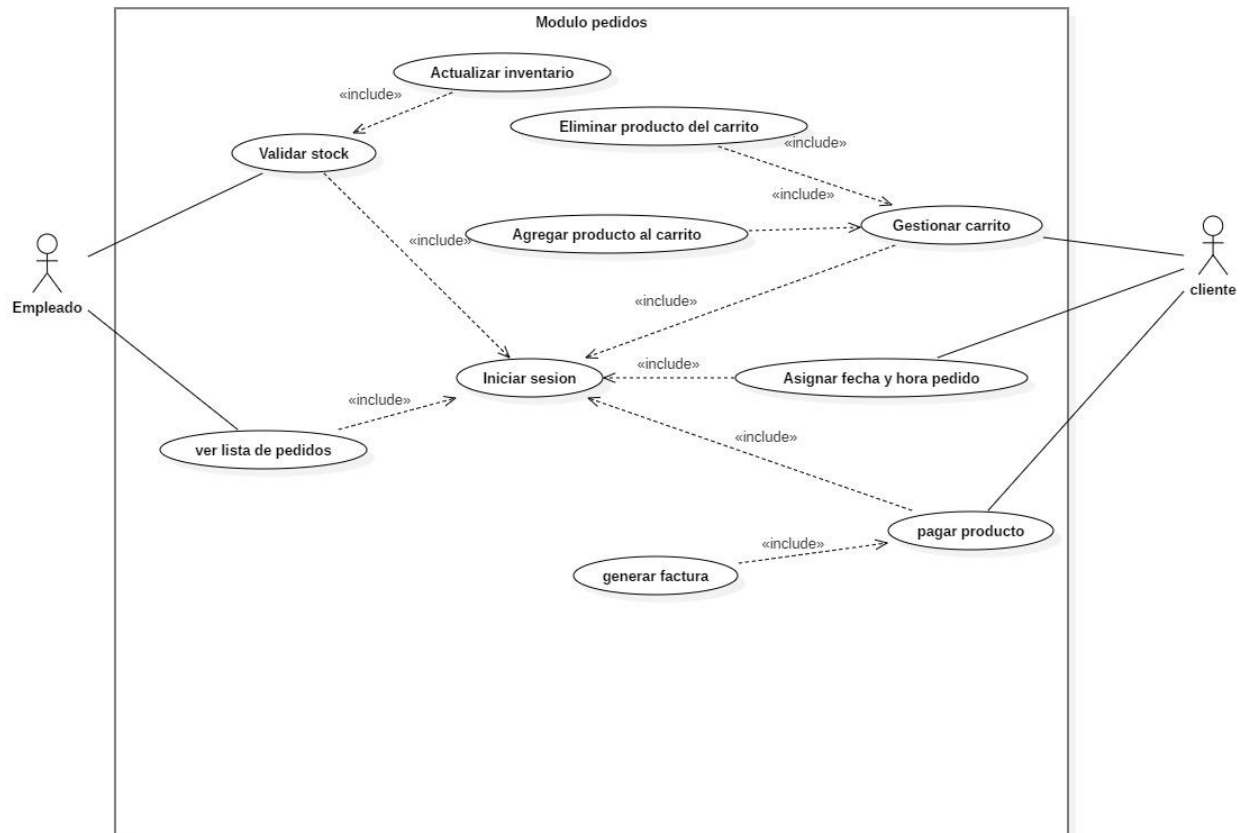 Modulo pedidos
Actualizar inventario
«include»
Eliminar producto del carrito
«include»
Validar stock
«include»
Agregar producto al carrito
Gestionar carrito
«include»
Empleado
cliente
«include»
Iniciar sesion
«include»
Asignar fecha y hora pedido
«include»
ver lista de pedidos
«include»
pagar producto
«include»
generar factura